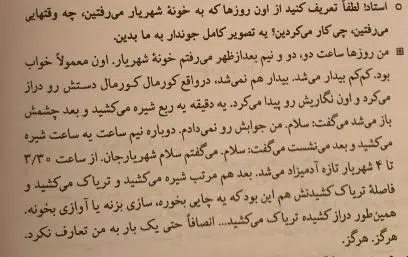 ○ استاد! لطفاً تعریف کنید از اون روزها که به خونهٔ شهریار می‌رفتین، چه وقتهایی
می‌رفتین، چی کار می‌کردین؟ یه تصویر کامل جوندار به ما بدین.
من روزها ساعت دو، دو و نیم بعدازظهر می‌رفتم خونهٔ شهریار. اون معمولاً خواب
بود. کم‌کم بیدار می‌شد. بیدار هم نمی‌شد، درواقع کورمال کورمال دستش رو دراز
می‌کرد و اون نگاریش رو پیدا می‌کرد. یه دقیقه یه ربع شیره می‌کشید و بعد چشمش
باز می‌شد می‌گفت: سلام. من جوابش رو نمی‌دادم. دوباره نیم ساعت یه ساعت شیره
می‌کشید و بعد می‌نشست می‌گفت: سلام. می‌گفتم سلام شهریارجان. از ساعت ۳/۳۰
تا ۴ شهریار تازه آدمیزاد می‌شد. بعد هم مرتب شیره می‌کشید و تریاک می‌کشید و
فاصلهٔ تریاک کشیدنش هم این بود که یه چایی بخوره، سازی بزنه یا آوازی بخونه.
همین‌طور دراز کشیده تریاک می‌کشید... انصافاً حتی یک بار به من تعارف نکرد.
هرگز. هرگز.